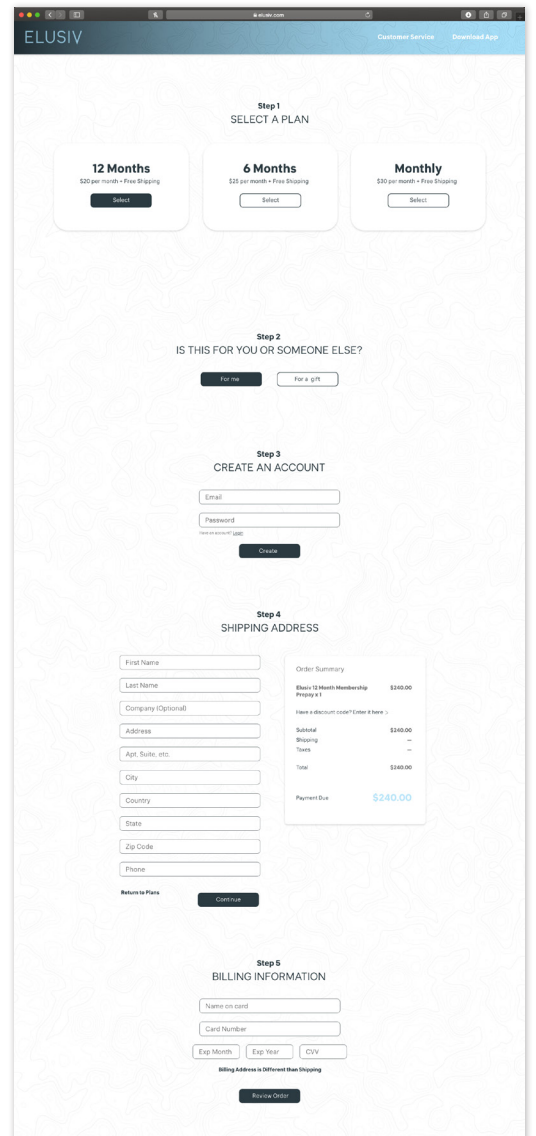 elusiv.com
ELUSIV
Customer Service
Download App
Step 1
SELECT A PLAN
12 Months
$20 per month + Free Shipping
Select
6 Months
$25 per month + Free Shipping
Select
Monthly
$30 per month + Free Shipping
Select
Step 2
IS THIS FOR YOU OR SOMEONE ELSE?
For me
For a gift
Step 3
CREATE AN ACCOUNT
Email
Password
Have an account? Login
Create
Step 4
SHIPPING ADDRESS
First Name
Last Name
Company (Optional)
Address
Apt, Suite, etc.
City
Country
State
Zip Code
Phone
Return to Plans
Continue
Order Summary
Elusiv 12 Month Membership $240.00
Prepay x 1
Have a discount code? Enter it here >
Subtotal $240.00
Shipping —
Taxes —
Total $240.00
Payment Due $240.00
Step 5
BILLING INFORMATION
Name on card
Card Number
Exp Month
Exp Year
CVV
Billing Address is Different than Shipping
Review Order